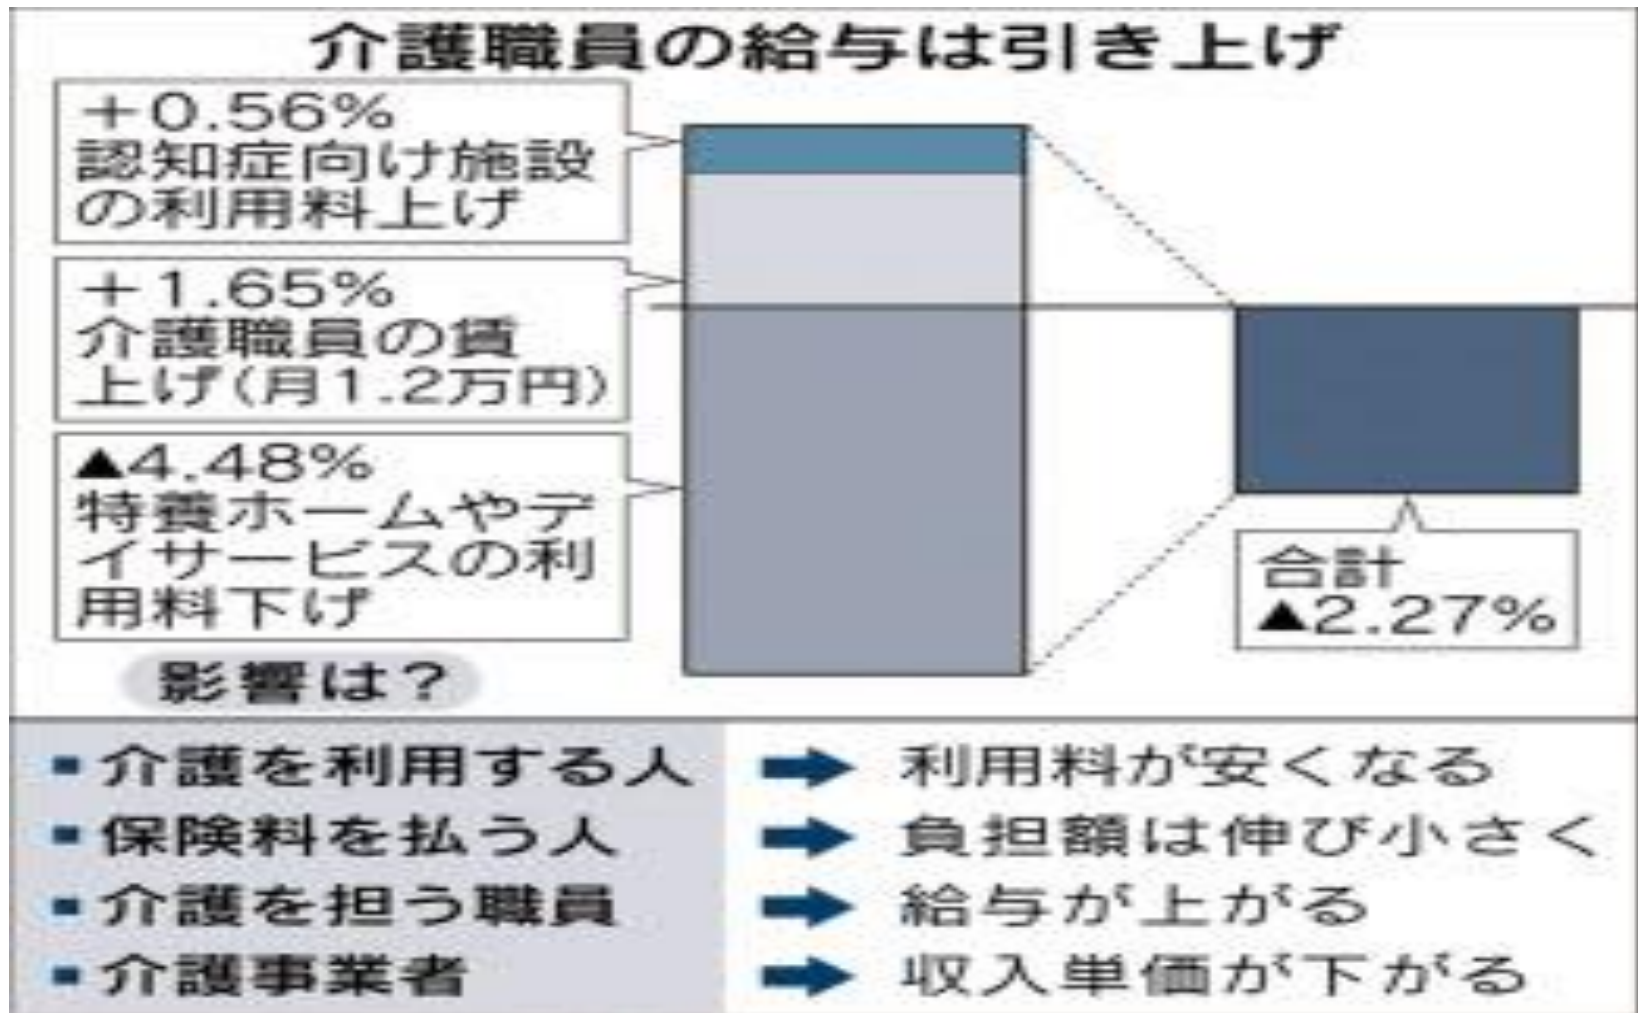 介護職員の給与は引き上げ
+0.56%
認知症向け施設
の利用料上げ
+1.65%
介護職員の賃
上げ(月1.2万円)
▲4.48%
特養ホームやデ
イサービスの利
用料下げ
合計
▲2.27%
影響は?
▪介護を利用する人 ➡ 利用料が安くなる
▪保険料を払う人 ➡ 負担額は伸び小さく
▪介護を担う職員 ➡ 給与が上がる
▪介護事業者 ➡ 収入単価が下がる